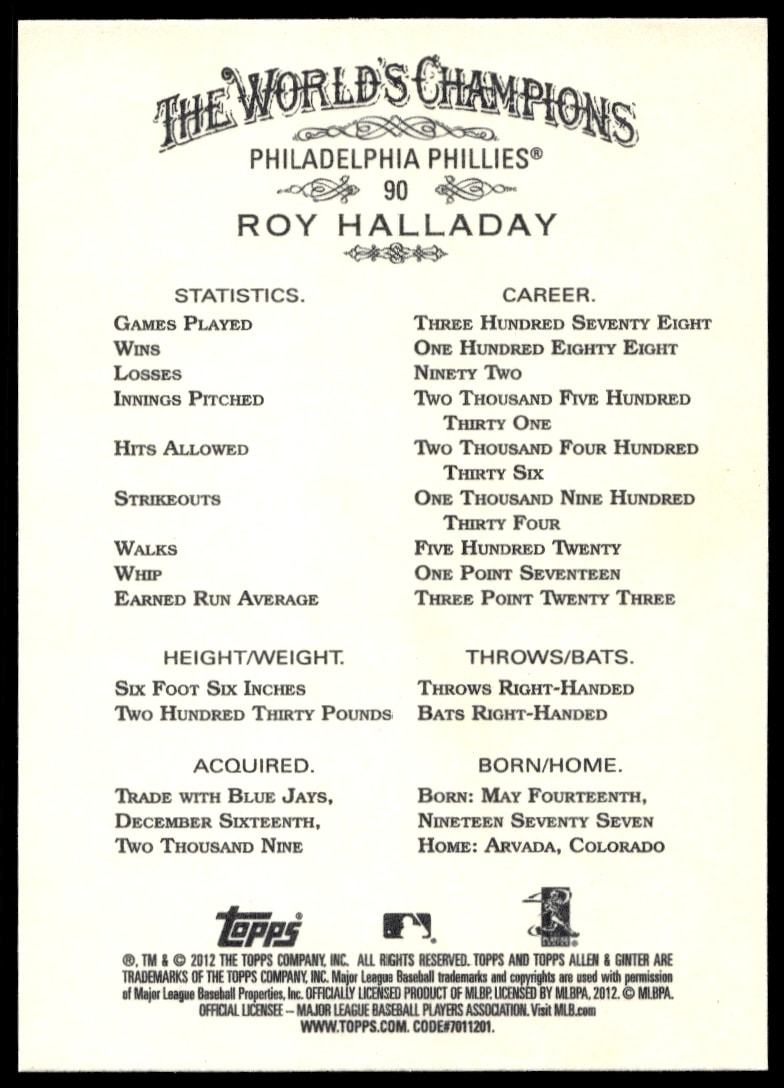 THE WORLD'S CHAMPIONS
PHILADELPHIA PHILLIES®
90
ROY HALLADAY
STATISTICS. CAREER.
GAMES PLAYED THREE HUNDRED SEVENTY EIGHT
WINS ONE HUNDRED EIGHTY EIGHT
LOSSES NINETY TWO
INNINGS PITCHED TWO THOUSAND FIVE HUNDRED
THIRTY ONE
HITS ALLOWED TWO THOUSAND FOUR HUNDRED
THIRTY SIX
STRIKEOUTS ONE THOUSAND NINE HUNDRED
THIRTY FOUR
WALKS FIVE HUNDRED TWENTY
WHIP ONE POINT SEVENTEEN
EARNED RUN AVERAGE THREE POINT TWENTY THREE
HEIGHT/WEIGHT. THROWS/BATS.
SIX FOOT SIX INCHES THROWS RIGHT-HANDED
TWO HUNDRED THIRTY POUNDS BATS RIGHT-HANDED
ACQUIRED. BORN/HOME.
TRADE WITH BLUE JAYS, BORN: MAY FOURTEENTH,
DECEMBER SIXTEENTH, NINETEEN SEVENTY SEVEN
TWO THOUSAND NINE HOME: ARVADA, COLORADO
Topps®
®, TM & © 2012 THE TOPPS COMPANY, INC. ALL RIGHTS RESERVED. TOPPS AND TOPPS ALLEN & GINTER ARE
TRADEMARKS OF THE TOPPS COMPANY, INC. Major League Baseball trademarks and copyrights are used with permission
of Major League Baseball Properties, Inc. OFFICIALLY LICENSED PRODUCT OF MLBP. LICENSED BY MLBPA, 2012. © MLBPA.
OFFICIAL LICENSEE – MAJOR LEAGUE BASEBALL PLAYERS ASSOCIATION. Visit MLB.com
WWW.TOPPS.COM. CODE#7011201.